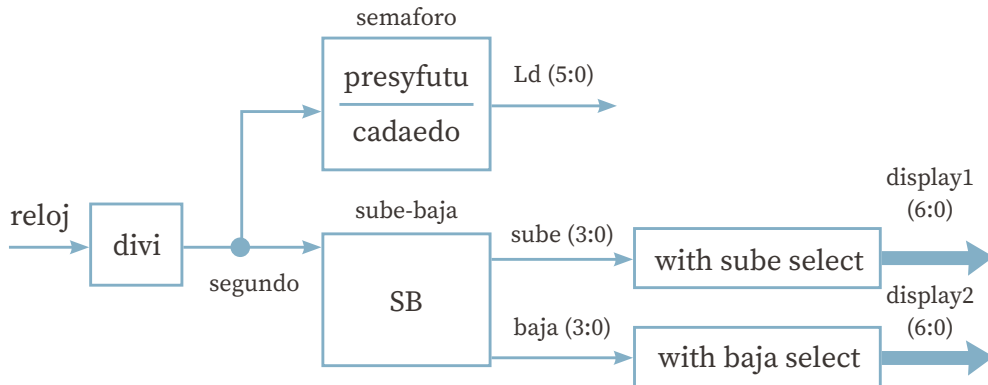 semaforo
presyfutu
cadaedo
Ld (5:0)
reloj
divi
segundo
sube-baja
SB
sube (3:0)
baja (3:0)
with sube select
with baja select
display1
(6:0)
display2
(6:0)